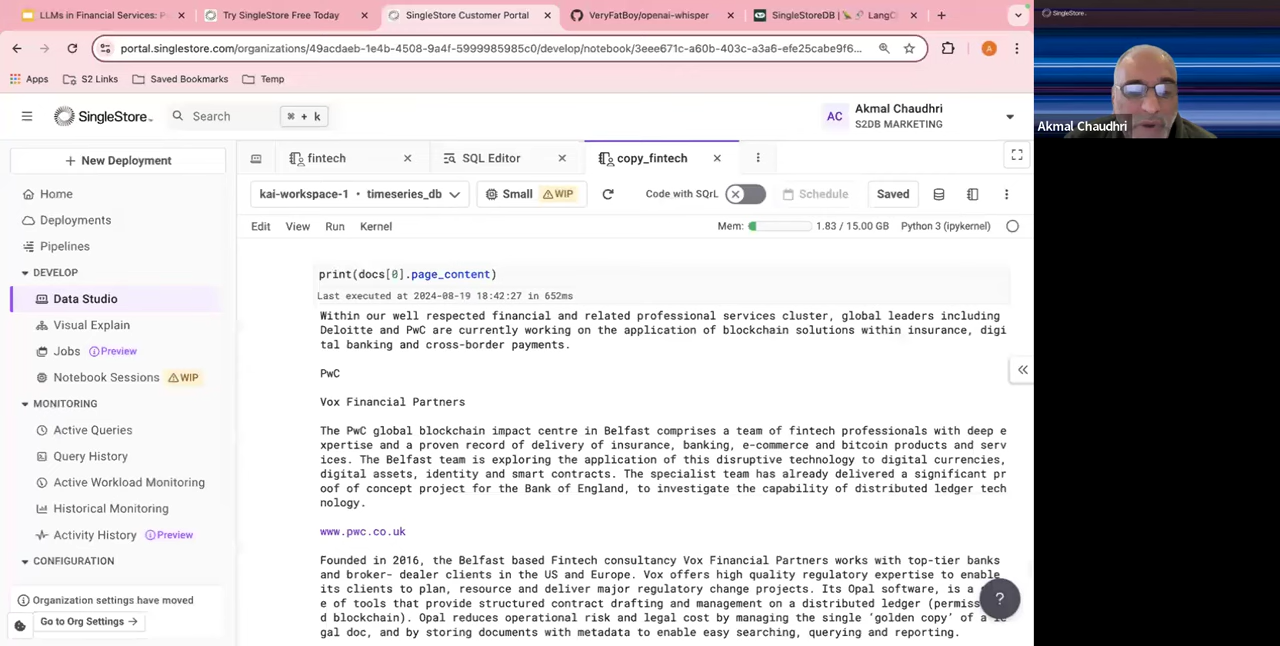 LLMs in Financial Services: P
Try SingleStore Free Today
SingleStore Customer Portal
VeryFatBoy/openai-whisper
SingleStoreDB | 🦜🔗 LangC
portal.singlestore.com/organizations/49acdaeb-1e4b-4508-9a4f-5999985985c0/develop/notebook/3eee671c-a60b-403c-a3a6-efe25cabe9f6...
A
Apps
S2 Links
Saved Bookmarks
Temp
SingleStore
Akmal Chaudhri
SingleStore
Search
⌘ + k
AC
Akmal Chaudhri
S2DB MARKETING
+ New Deployment
Home
Deployments
Pipelines
DEVELOP
Data Studio
Visual Explain
Jobs Preview
Notebook Sessions WIP
MONITORING
Active Queries
Query History
Active Workload Monitoring
Historical Monitoring
Activity History Preview
CONFIGURATION
Organization settings have moved
Go to Org Settings →
fintech
SQL Editor
copy_fintech
kai-workspace-1 • timeseries_db
Small WIP
Code with SQrL
Schedule
Saved
Edit View Run Kernel
Mem: 1.83 / 15.00 GB Python 3 (ipykernel)
print(docs[0].page_content)
Last executed at 2024-08-19 18:42:27 in 652ms
Within our well respected financial and related professional services cluster, global leaders including
Deloitte and PwC are currently working on the application of blockchain solutions within insurance, digi
tal banking and cross-border payments.
PwC
Vox Financial Partners
The PwC global blockchain impact centre in Belfast comprises a team of fintech professionals with deep e
xpertise and a proven record of delivery of insurance, banking, e-commerce and bitcoin products and serv
ices. The Belfast team is exploring the application of this disruptive technology to digital currencies,
digital assets, identity and smart contracts. The specialist team has already delivered a significant pr
oof of concept project for the Bank of England, to investigate the capability of distributed ledger tech
nology.
www.pwc.co.uk
Founded in 2016, the Belfast based Fintech consultancy Vox Financial Partners works with top-tier banks
and broker- dealer clients in the US and Europe. Vox offers high quality regulatory expertise to enable
its clients to plan, resource and deliver major regulatory change projects. Its Opal software, is a
e of tools that provide structured contract drafting and management on a distributed ledger (permiss
d blockchain). Opal reduces operational risk and legal cost by managing the single ‘golden copy’ of a le
gal doc, and by storing documents with metadata to enable easy searching, querying and reporting.
?